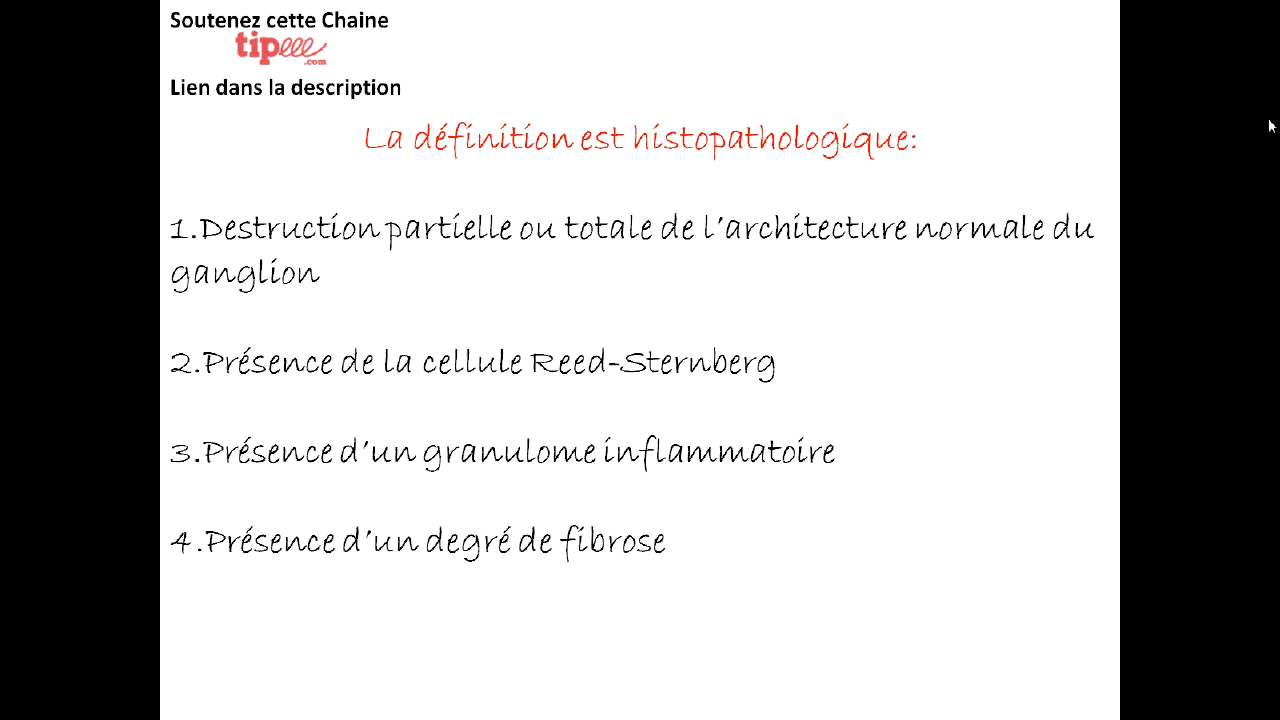 Soutenez cette Chaine
tipeee
.com
Lien dans la description
La définition est histopathologique:
1.Destruction partielle ou totale de l'architecture normale du
ganglion
2.Présence de la cellule Reed-Sternberg
3.Présence d'un granulome inflammatoire
4.Présence d'un degré de fibrose